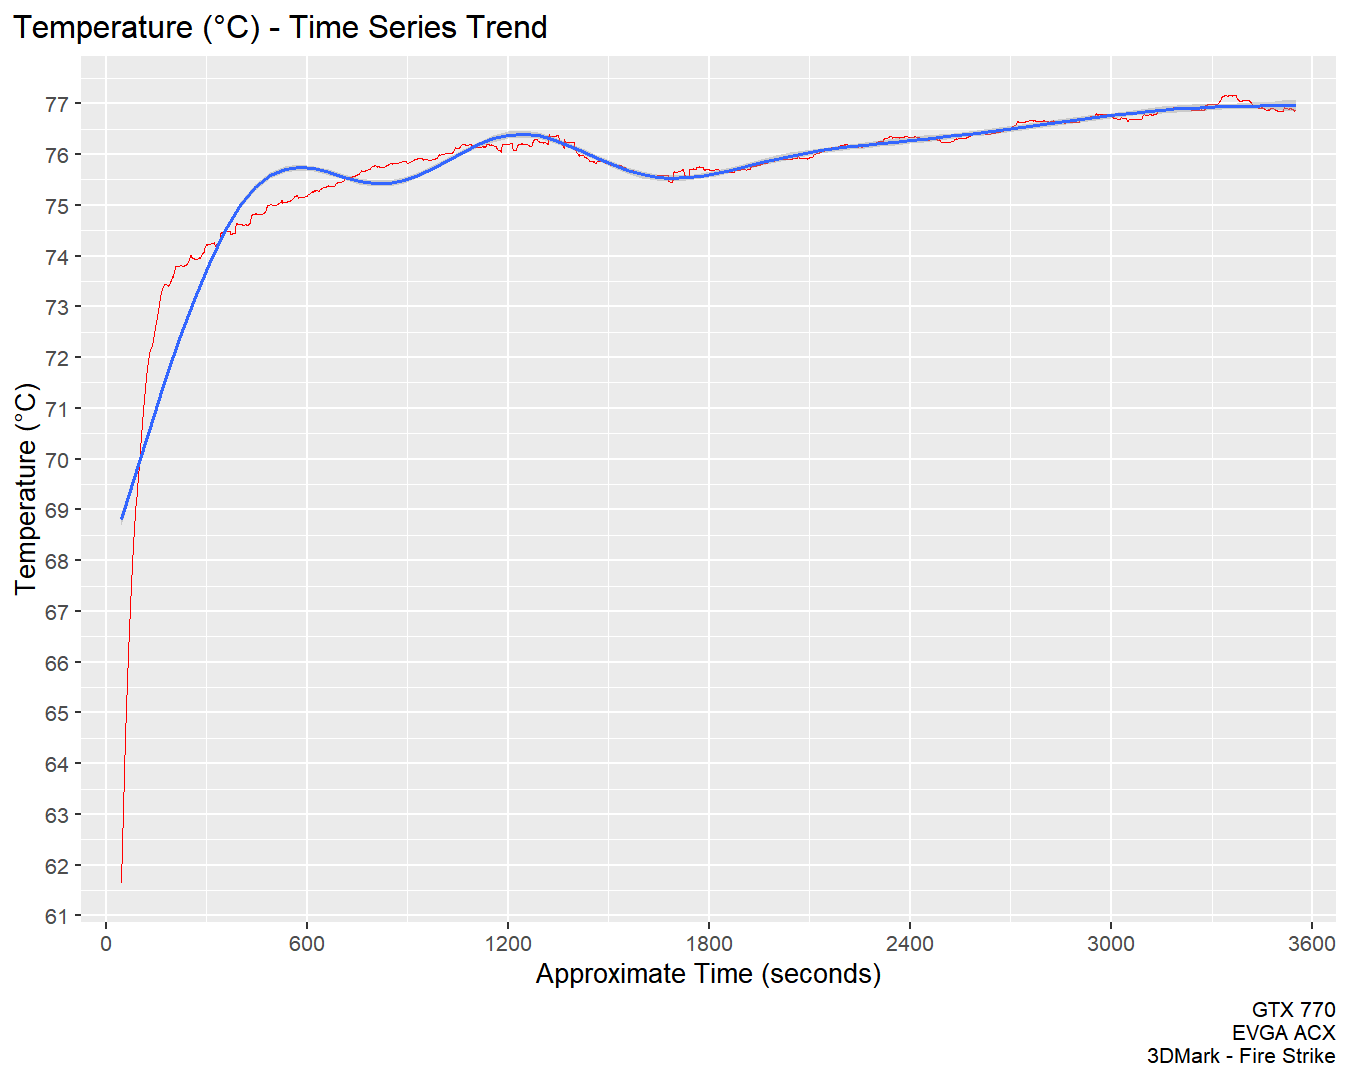 Temperature (°C) - Time Series Trend
Temperature (°C)
77
76
75
74
73
72
71
70
69
68
67
66
65
64
63
62
61
0 600 1200 1800 2400 3000 3600
Approximate Time (seconds)
GTX 770
EVGA ACX
3DMark - Fire Strike